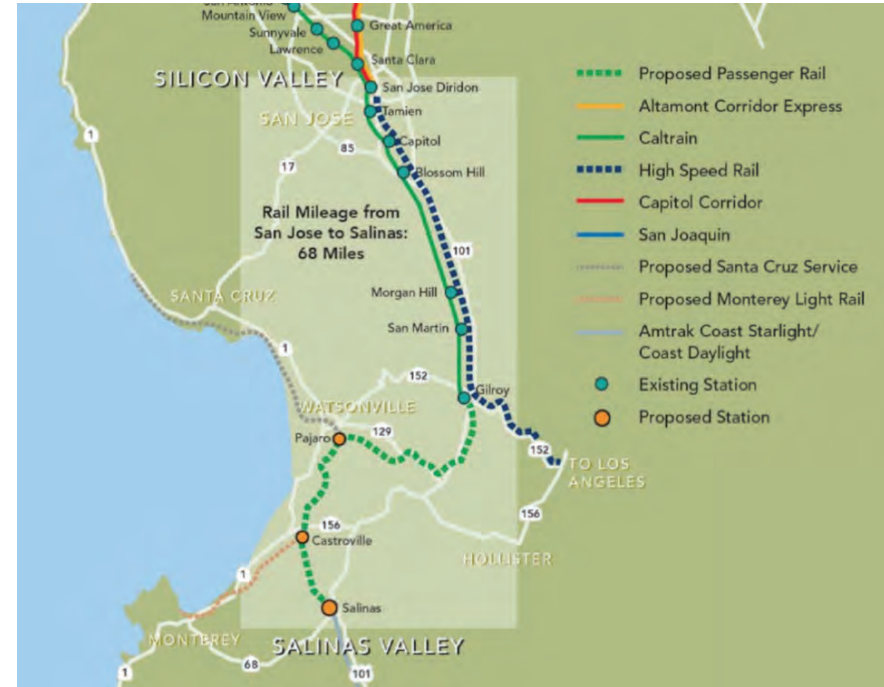 Mountain View
Sunnyvale
Lawrence
Great America
Santa Clara
SILICON VALLEY
San Jose Diridon
SAN JOSE
Tamien
Capitol
Blossom Hill
1
17
85
Rail Mileage from
San Jose to Salinas:
68 Miles
101
Morgan Hill
San Martin
SANTA CRUZ
1
152
Gilroy
WATSONVILLE
Pajaro
129
152
TO LOS
ANGELES
156
156
Castroville
HOLLISTER
1
Salinas
MONTEREY
SALINAS VALLEY
68
1
101
Proposed Passenger Rail
Altamont Corridor Express
Caltrain
High Speed Rail
Capitol Corridor
San Joaquin
Proposed Santa Cruz Service
Proposed Monterey Light Rail
Amtrak Coast Starlight/
Coast Daylight
Existing Station
Proposed Station